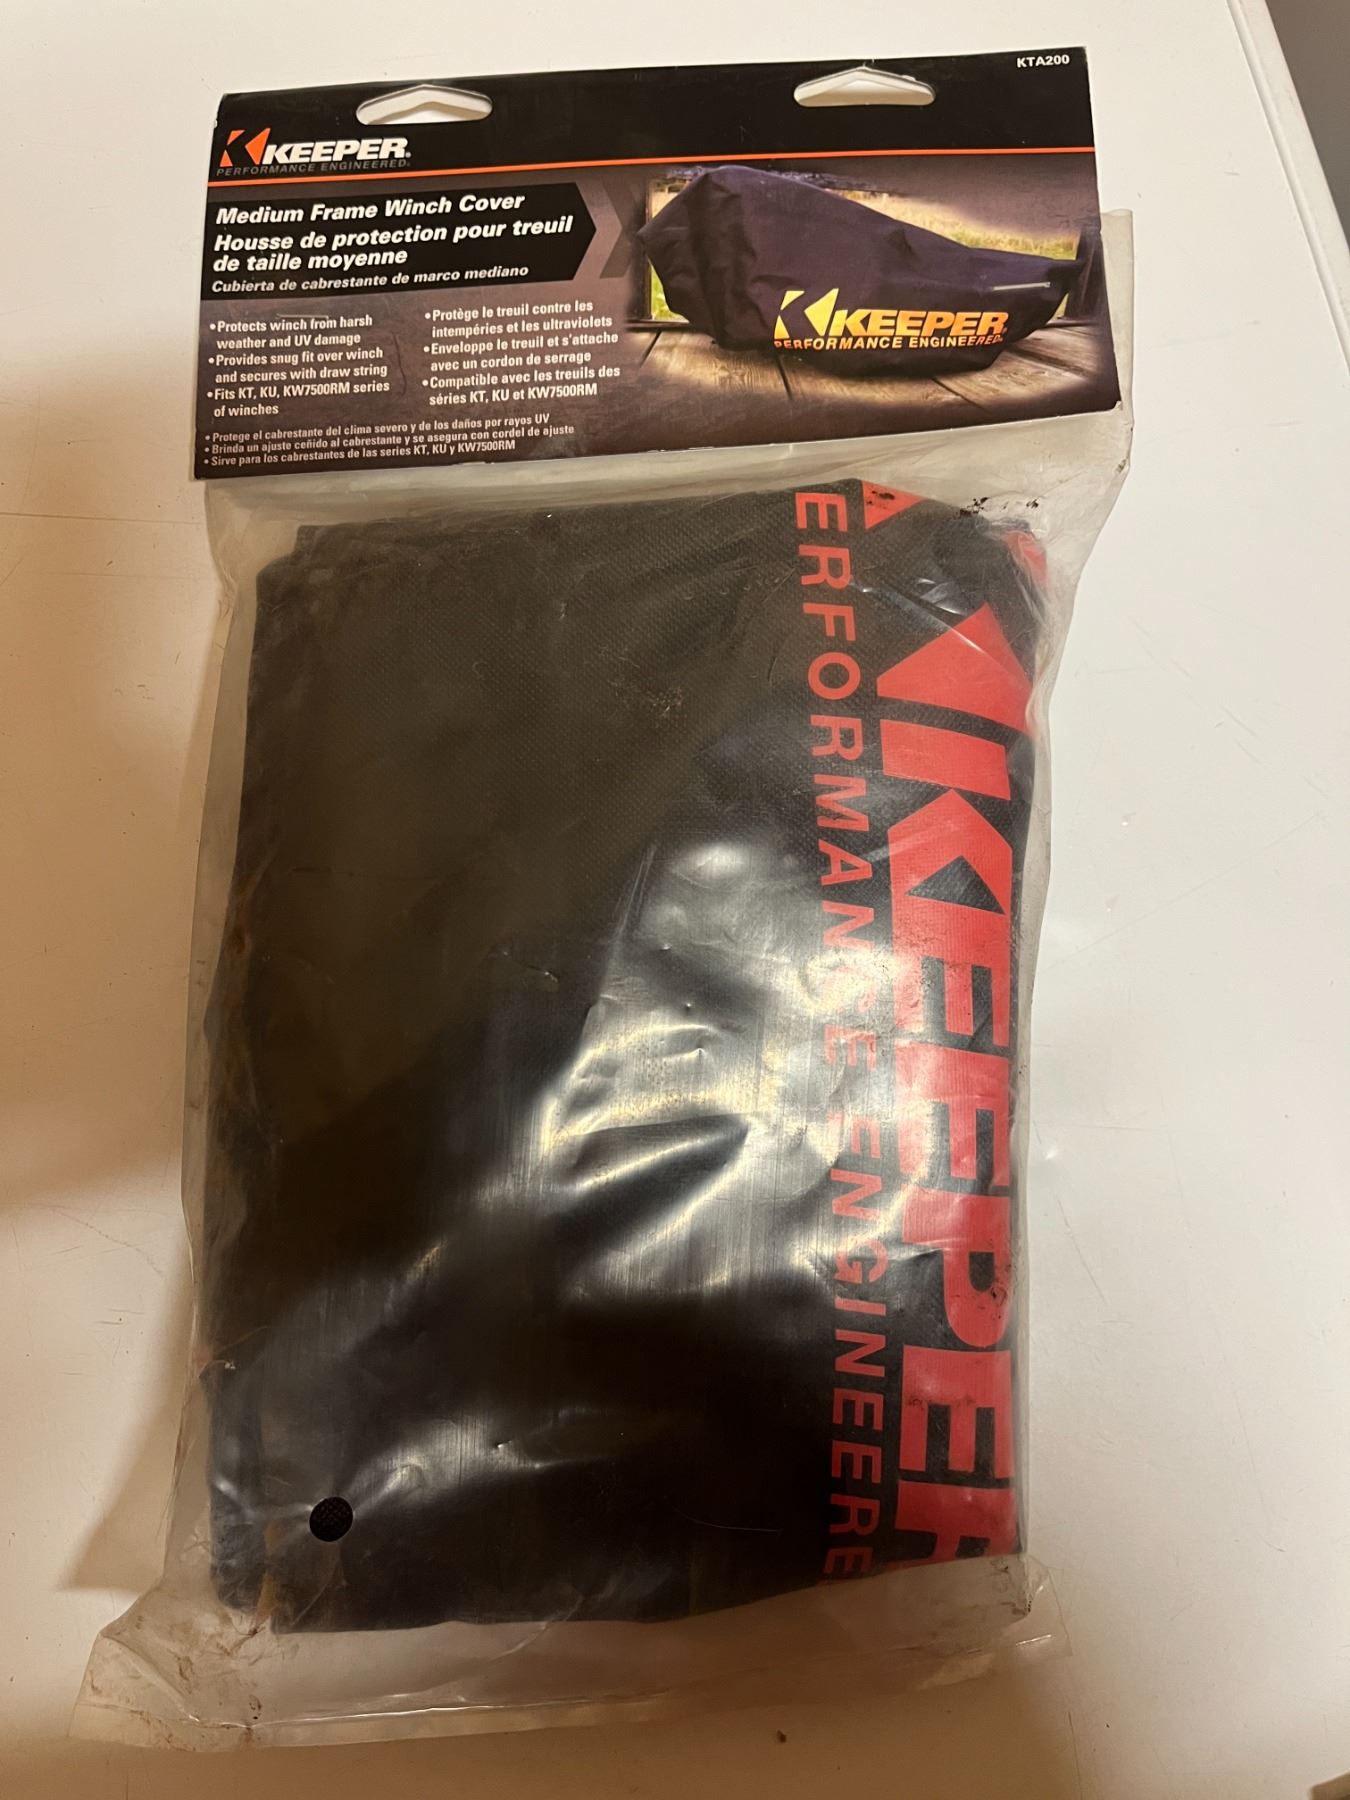 KTA200
KEEPER
PERFORMANCE ENGINEERED®
Medium Frame Winch Cover
Housse de protection pour treuil
de taille moyenne
Cubierta de cabrestante de marco mediano
•Protects winch from harsh
weather and UV damage
•Provides snug fit over winch
and secures with draw string
•Fits KT, KU, KW7500RM series
of winches
•Protège le treuil contre les
intempéries et les ultraviolets
•Enveloppe le treuil et s'attache
avec un cordon de serrage
•Compatible avec les treuils des
séries KT, KU et KW7500RM
• Protege el cabrestante del clima severo y de los daños por rayos UV
• Brinda un ajuste ceñido al cabrestante y se asegura con cordel de ajuste
• Sirve para los cabrestantes de las series KT, KU y KW7500RM
KEEPER®
PERFORMANCE ENGINEERED®
KEEPER
ERFORMANCE ENGINEERE